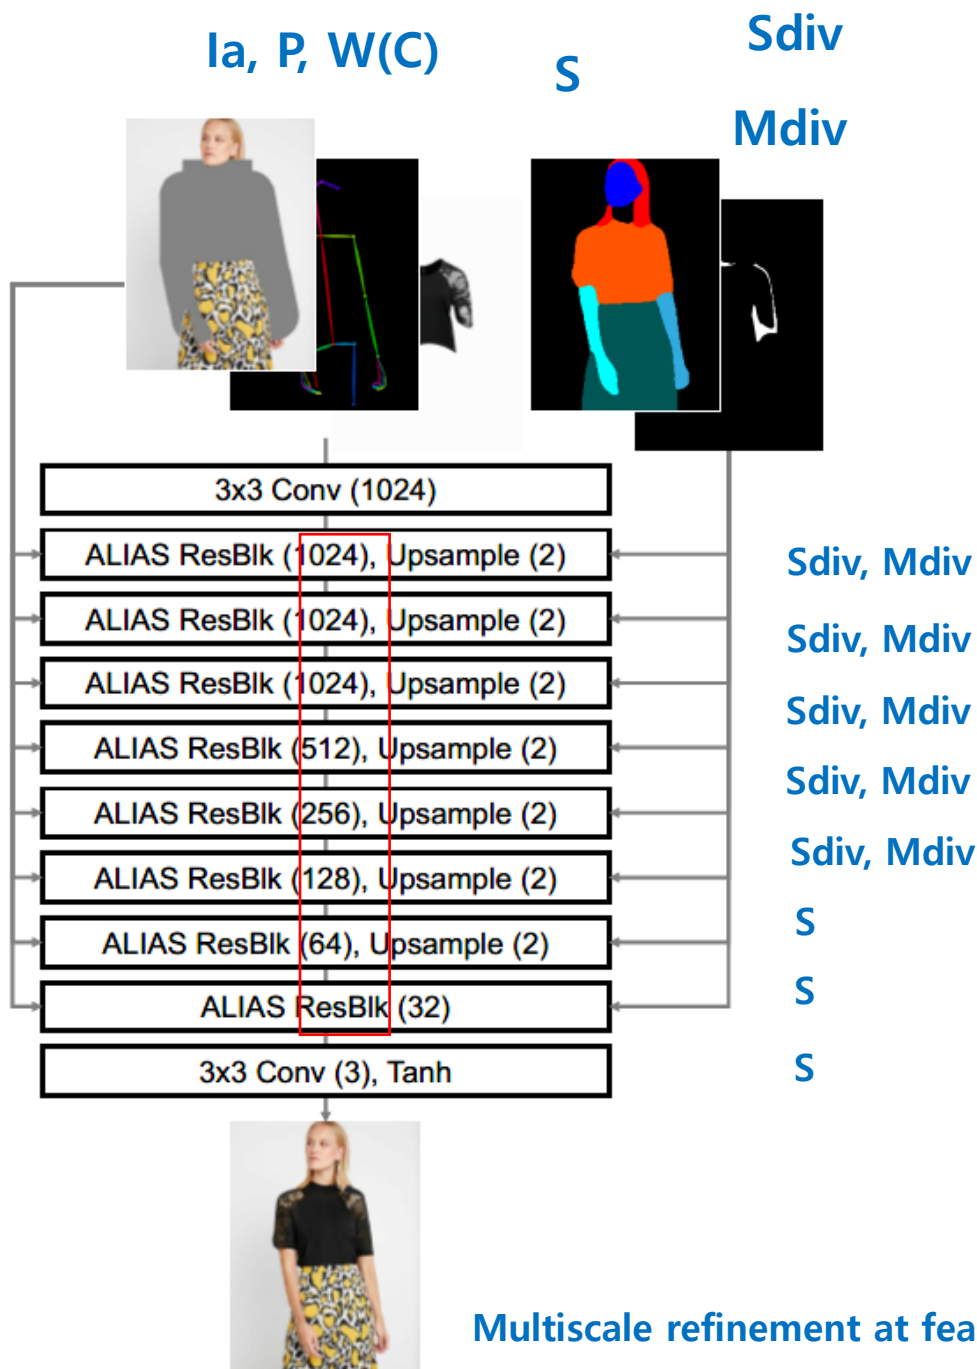 Ia, P, W(C)
S
Sdiv
Mdiv
3x3 Conv (1024)
ALIAS ResBlk (1024), Upsample (2)
Sdiv, Mdiv
ALIAS ResBlk (1024), Upsample (2)
Sdiv, Mdiv
ALIAS ResBlk (1024), Upsample (2)
Sdiv, Mdiv
ALIAS ResBlk (512), Upsample (2)
Sdiv, Mdiv
ALIAS ResBlk (256), Upsample (2)
Sdiv, Mdiv
ALIAS ResBlk (128), Upsample (2)
S
ALIAS ResBlk (64), Upsample (2)
S
ALIAS ResBlk (32)
S
3x3 Conv (3), Tanh
Multiscale refinement at fea